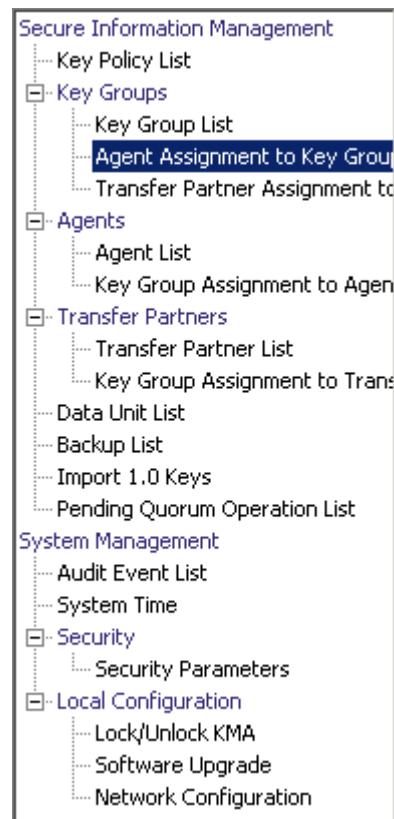 Secure Information Management
Key Policy List
Key Groups
Key Group List
Agent Assignment to Key Grou
Transfer Partner Assignment to
Agents
Agent List
Key Group Assignment to Agen
Transfer Partners
Transfer Partner List
Key Group Assignment to Trans
Data Unit List
Backup List
Import 1.0 Keys
Pending Quorum Operation List
System Management
Audit Event List
System Time
Security
Security Parameters
Local Configuration
Lock/Unlock KMA
Software Upgrade
Network Configuration